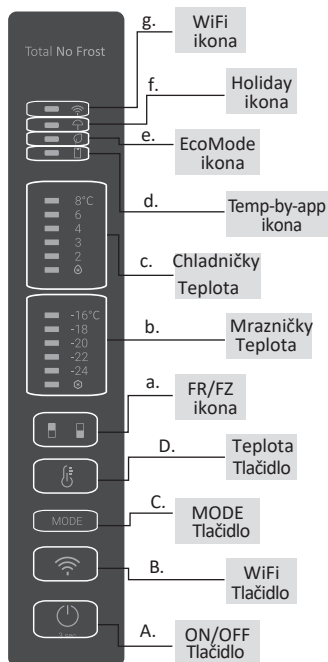 Total No Frost
g.
WiFi
ikona
f.
Holiday
ikona
e.
EcoMode
ikona
d.
Temp-by-app
ikona
8°C
6
4
3
2
c.
Chladničky
Teplota
-16°C
-18
-20
-22
-24
b.
Mrazničky
Teplota
a.
FR/FZ
ikona
D.
Teplota
Tlačidlo
MODE
C.
MODE
Tlačidlo
B.
WiFi
Tlačidlo
3 sec
A.
ON/OFF
Tlačidlo